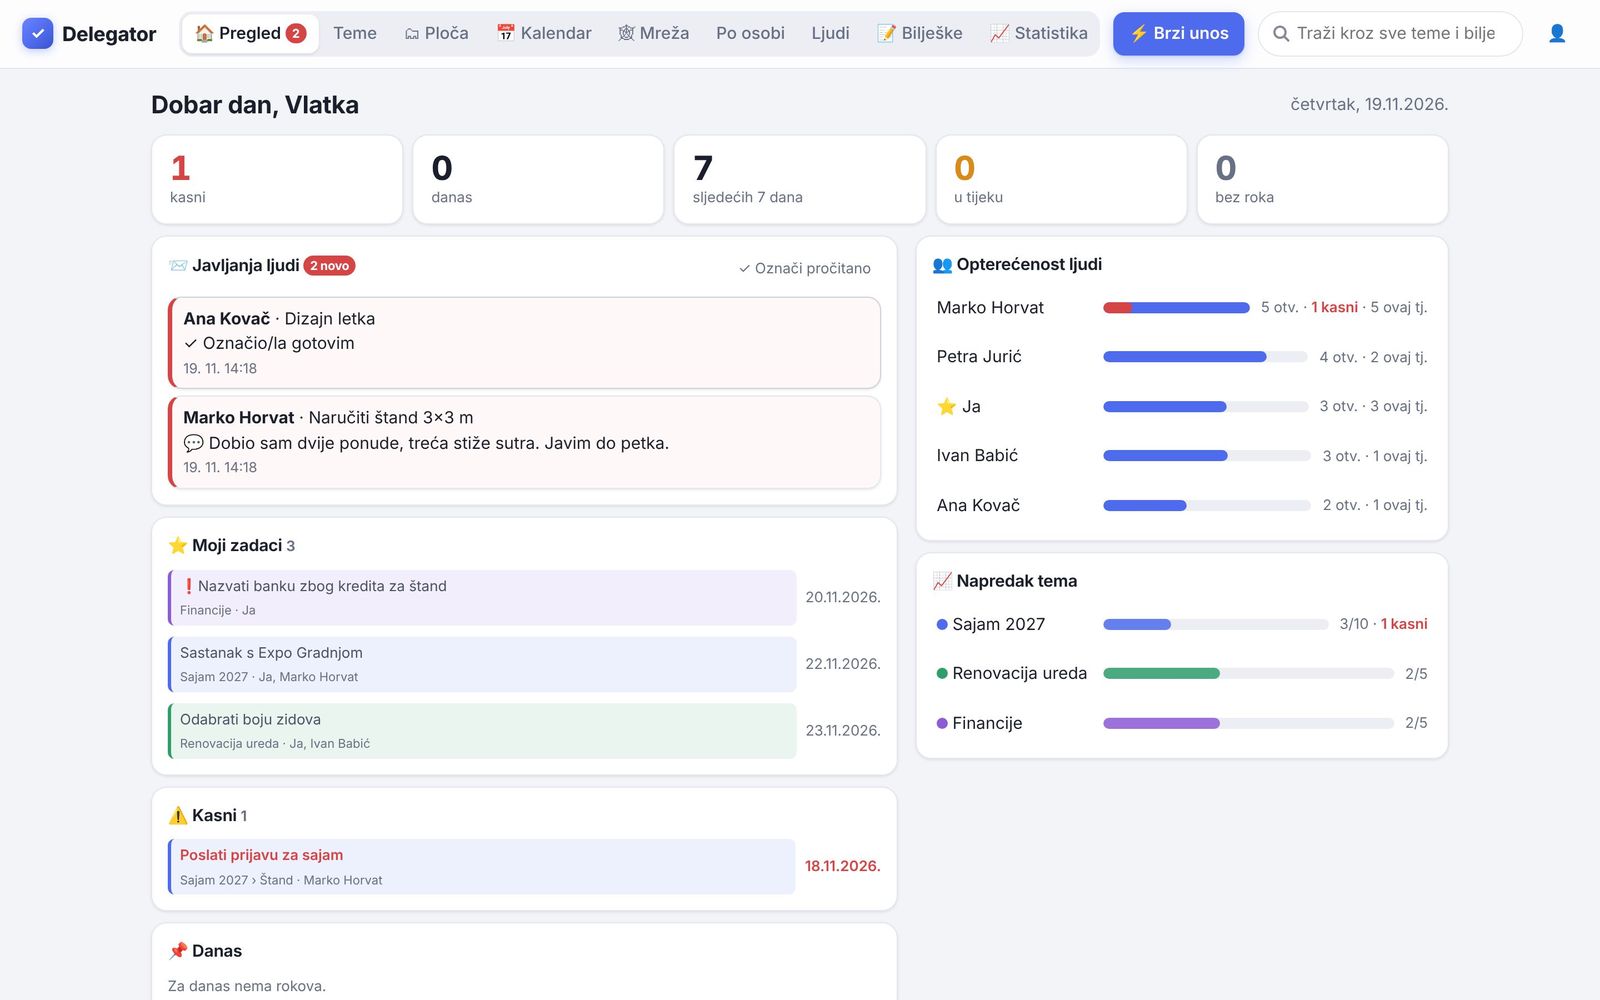 Delegator
🏠 Pregled 2
Teme
🗂 Ploča
📅 Kalendar
🕸 Mreža
Po osobi
Ljudi
📝 Bilješke
📈 Statistika
⚡ Brzi unos
Traži kroz sve teme i bilje
Dobar dan, Vlatka
četvrtak, 19.11.2026.
1
kasni
0
danas
7
sljedećih 7 dana
0
u tijeku
0
bez roka
📨 Javljanja ljudi 2 novo
✓ Označi pročitano
Ana Kovač · Dizajn letka
✓ Označio/la gotovim
19. 11. 14:18
Marko Horvat · Naručiti štand 3×3 m
💬 Dobio sam dvije ponude, treća stiže sutra. Javim do petka.
19. 11. 14:18
⭐ Moji zadaci 3
❗ Nazvati banku zbog kredita za štand
Financije · Ja
20.11.2026.
Sastanak s Expo Gradnjom
Sajam 2027 · Ja, Marko Horvat
22.11.2026.
Odabrati boju zidova
Renovacija ureda · Ja, Ivan Babić
23.11.2026.
⚠️ Kasni 1
Poslati prijavu za sajam
Sajam 2027 › Štand · Marko Horvat
18.11.2026.
📌 Danas
Za danas nema rokova.
👥 Opterećenost ljudi
Marko Horvat 5 otv. · 1 kasni · 5 ovaj tj.
Petra Jurić 4 otv. · 2 ovaj tj.
⭐ Ja 3 otv. · 3 ovaj tj.
Ivan Babić 3 otv. · 1 ovaj tj.
Ana Kovač 2 otv. · 1 ovaj tj.
📈 Napredak tema
Sajam 2027 3/10 · 1 kasni
Renovacija ureda 2/5
Financije 2/5